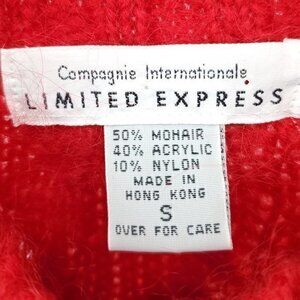 Compagnie Internationale
LIMITED EXPRESS
50% MOHAIR
40% ACRYLIC
10% NYLON
MADE IN
HONG KONG
S
OVER FOR CARE